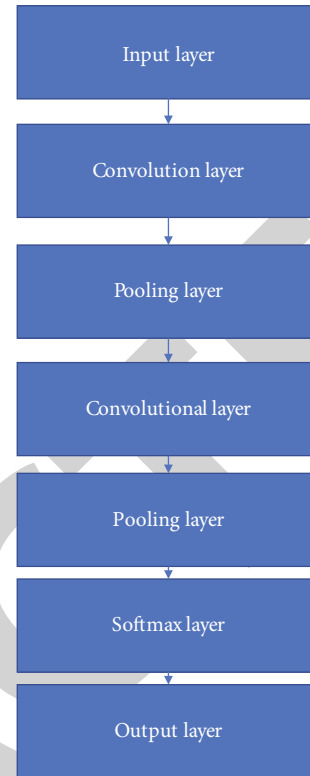 Input layer
Convolution layer
Pooling layer
Convolutional layer
Pooling layer
Softmax layer
Output layer